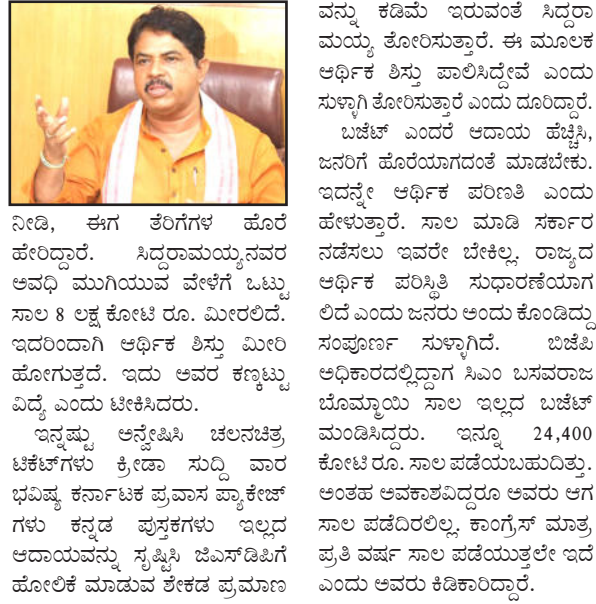 ನೀಡಿ, ಈಗ ತೆರಿಗೆಗಳ ಹೊರೆ
ಹೇರಿದ್ದಾರೆ. ಸಿದ್ದರಾಮಯ್ಯನವರ
ಅವಧಿ ಮುಗಿಯುವ ವೇಳೆಗೆ ಒಟ್ಟು
ಸಾಲ 8 ಲಕ್ಷ ಕೋಟಿ ರೂ. ಮೀರಲಿದೆ.
ಇದರಿಂದಾಗಿ ಆರ್ಥಿಕ ಶಿಸ್ತು ಮೀರಿ
ಹೋಗುತ್ತದೆ. ಇದು ಅವರ ಕಣ್ಕಟ್ಟು
ವಿದ್ಯೆ ಎಂದು ಟೀಕಿಸಿದರು.
ಇನ್ನಷ್ಟು ಅನ್ವೇಷಿಸಿ ಚಲನಚಿತ್ರ
ಟಿಕೆಟ್‌ಗಳು ಕ್ರೀಡಾ ಸುದ್ದಿ ವಾರ
ಭವಿಷ್ಯ ಕರ್ನಾಟಕ ಪ್ರವಾಸ ಪ್ಯಾಕೇಜ್
ಗಳು ಕನ್ನಡ ಪುಸ್ತಕಗಳು ಇಲ್ಲದ
ಆದಾಯವನ್ನು ಸೃಷ್ಟಿಸಿ ಜಿಎಸ್‌ಡಿಪಿಗೆ
ಹೋಲಿಕೆ ಮಾಡುವ ಶೇಕಡ ಪ್ರಮಾಣ
ವನ್ನು ಕಡಿಮೆ ಇರುವಂತೆ ಸಿದ್ದರಾ
ಮಯ್ಯ ತೋರಿಸುತ್ತಾರೆ. ಈ ಮೂಲಕ
ಆರ್ಥಿಕ ಶಿಸ್ತು ಪಾಲಿಸಿದ್ದೇವೆ ಎಂದು
ಸುಳ್ಳಾಗಿ ತೋರಿಸುತ್ತಾರೆ ಎಂದು ದೂರಿದ್ದಾರೆ.
ಬಜೆಟ್ ಎಂದರೆ ಆದಾಯ ಹೆಚ್ಚಿಸಿ,
ಜನರಿಗೆ ಹೊರೆಯಾಗದಂತೆ ಮಾಡಬೇಕು.
ಇದನ್ನೇ ಆರ್ಥಿಕ ಪರಿಣತಿ ಎಂದು
ಹೇಳುತ್ತಾರೆ. ಸಾಲ ಮಾಡಿ ಸರ್ಕಾರ
ನಡೆಸಲು ಇವರೇ ಬೇಕಿಲ್ಲ. ರಾಜ್ಯದ
ಆರ್ಥಿಕ ಪರಿಸ್ಥಿತಿ ಸುಧಾರಣೆಯಾಗ
ಲಿದೆ ಎಂದು ಜನರು ಅಂದು ಕೊಂಡಿದ್ದು
ಸಂಪೂರ್ಣ ಸುಳ್ಳಾಗಿದೆ. ಬಿಜೆಪಿ
ಅಧಿಕಾರದಲ್ಲಿದ್ದಾಗ ಸಿಎಂ ಬಸವರಾಜ
ಬೊಮ್ಮಾಯಿ ಸಾಲ ಇಲ್ಲದ ಬಜೆಟ್
ಮಂಡಿಸಿದ್ದರು. ಇನ್ನೂ 24,400
ಕೋಟಿ ರೂ. ಸಾಲ ಪಡೆಯಬಹುದಿತ್ತು.
ಅಂತಹ ಅವಕಾಶವಿದ್ದರೂ ಅವರು ಆಗ
ಸಾಲ ಪಡೆದಿರಲಿಲ್ಲ. ಕಾಂಗ್ರೆಸ್ ಮಾತ್ರ
ಪ್ರತಿ ವರ್ಷ ಸಾಲ ಪಡೆಯುತ್ತಲೇ ಇದೆ
ಎಂದು ಅವರು ಕಿಡಿಕಾರಿದ್ದಾರೆ.